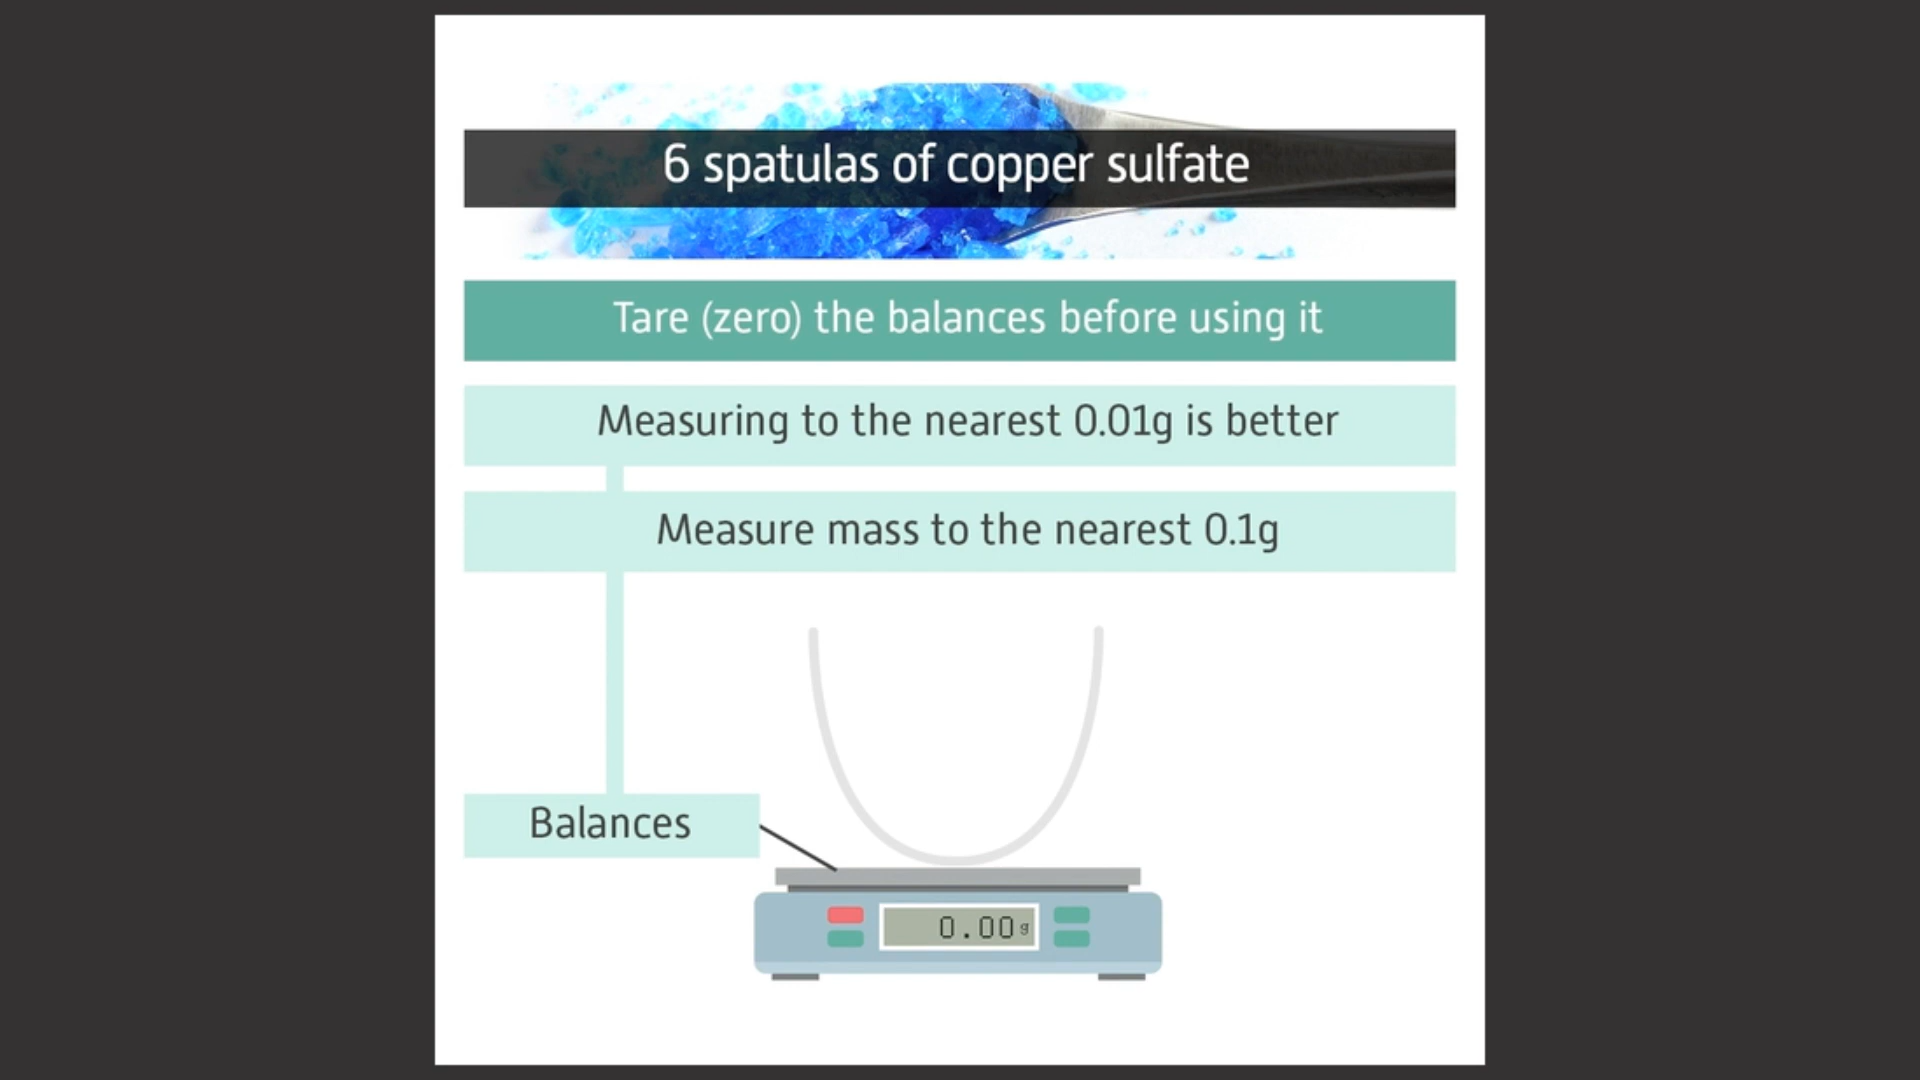 6 spatulas of copper sulfate
Tare (zero) the balances before using it
Measuring to the nearest 0.01g is better
Measure mass to the nearest 0.1g
Balances
0.00g